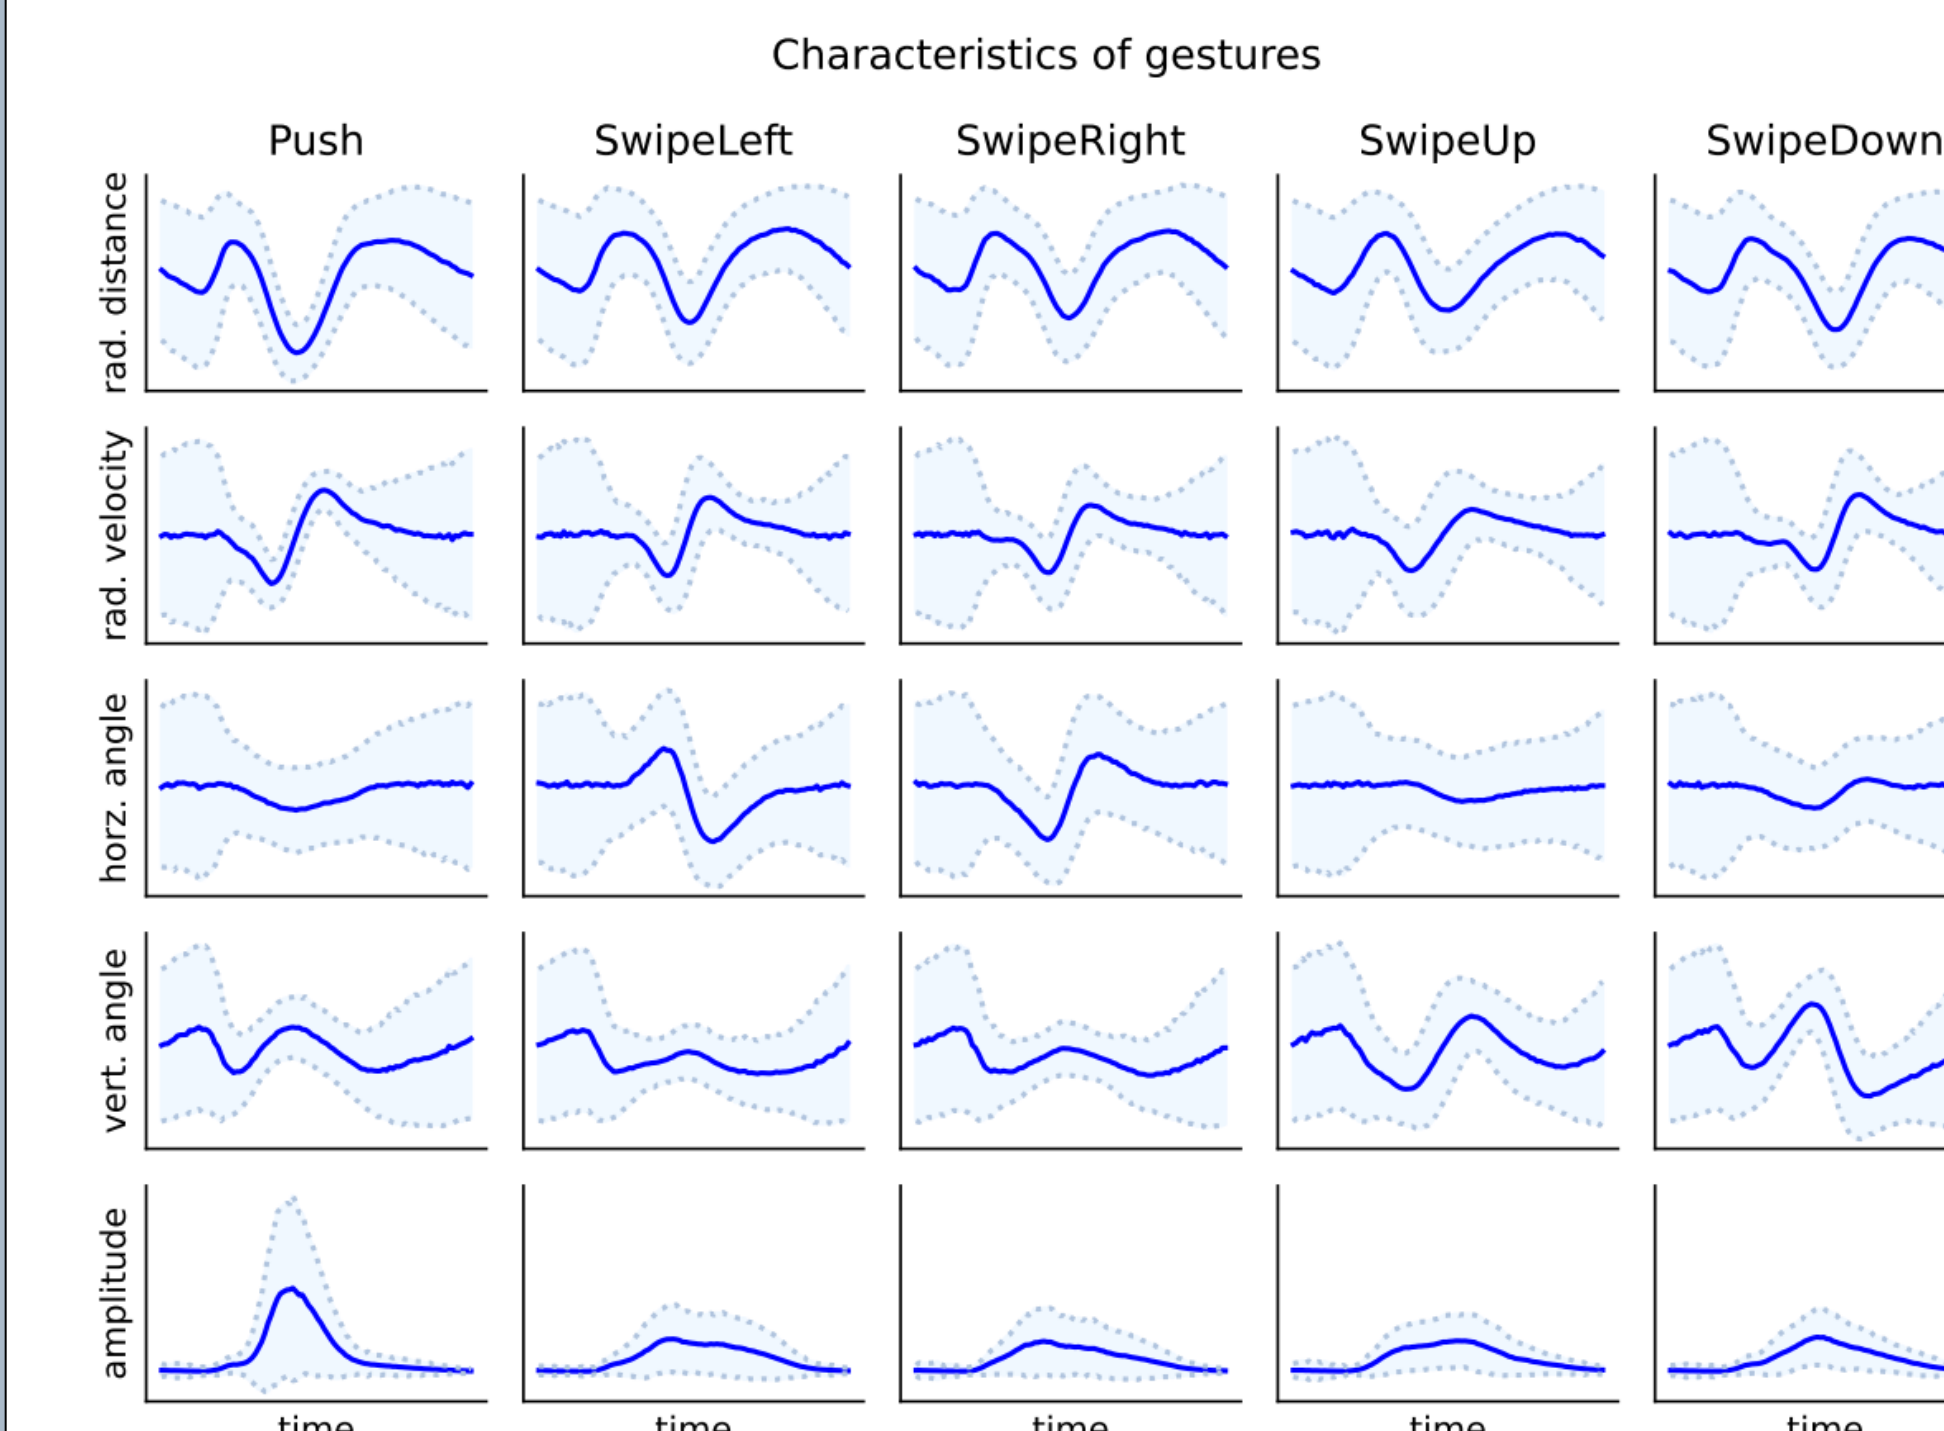 Characteristics of gestures
Push SwipeLeft SwipeRight SwipeUp SwipeDown
rad. distance
rad. velocity
horz. angle
vert. angle
amplitude
time time time time time